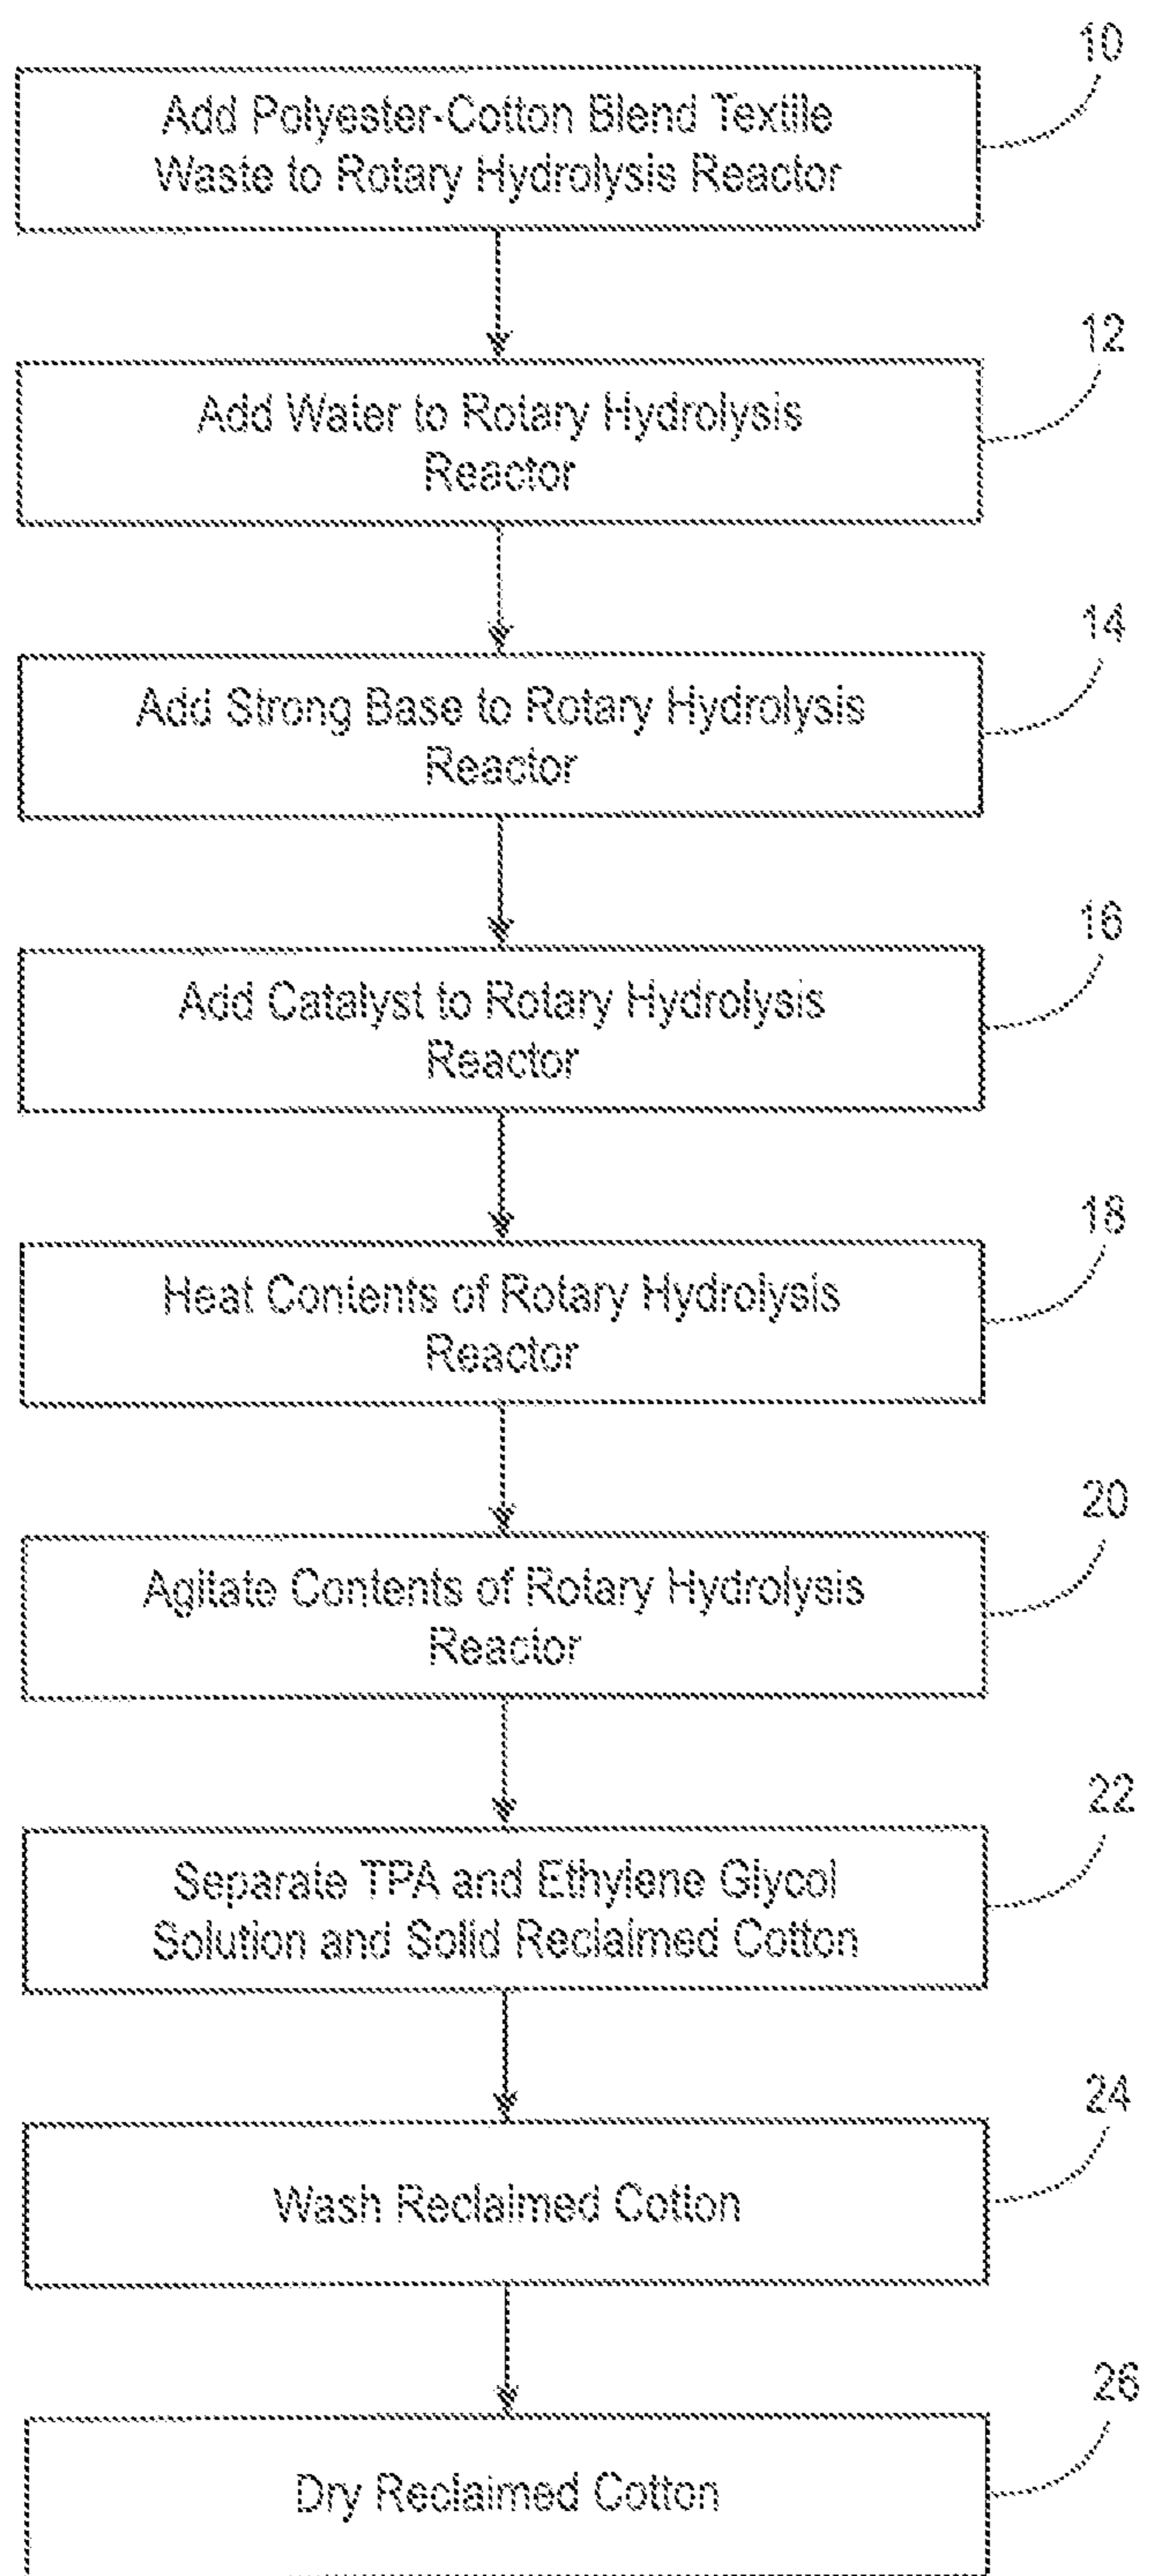 10
Add Polyester-Cotton Blend Textile
Waste to Rotary Hydrolysis Reactor
12
Add Water to Rotary Hydrolysis
Reactor
14
Add Strong Base to Rotary Hydrolysis
Reactor
16
Add Catalyst to Rotary Hydrolysis
Reactor
18
Heat Contents of Rotary Hydrolysis
Reactor
20
Agitate Contents of Rotary Hydrolysis
Reactor
22
Separate TPA and Ethylene Glycol
Solution and Solid Reclaimed Cotton
24
Wash Reclaimed Cotton
26
Dry Reclaimed Cotton